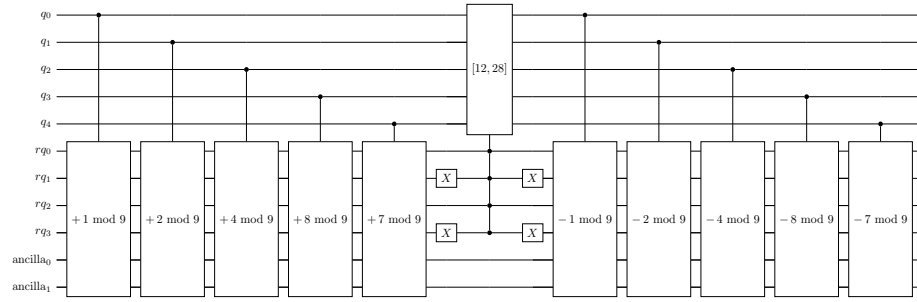 q0
q1
q2
[12, 28]
q3
q4
rq0
rq1 X X
rq2
+1 mod 9 +2 mod 9 +4 mod 9 +8 mod 9 +7 mod 9 −1 mod 9 −2 mod 9 −4 mod 9 −8 mod 9 −7 mod 9
rq3 X X
ancilla0
ancilla1